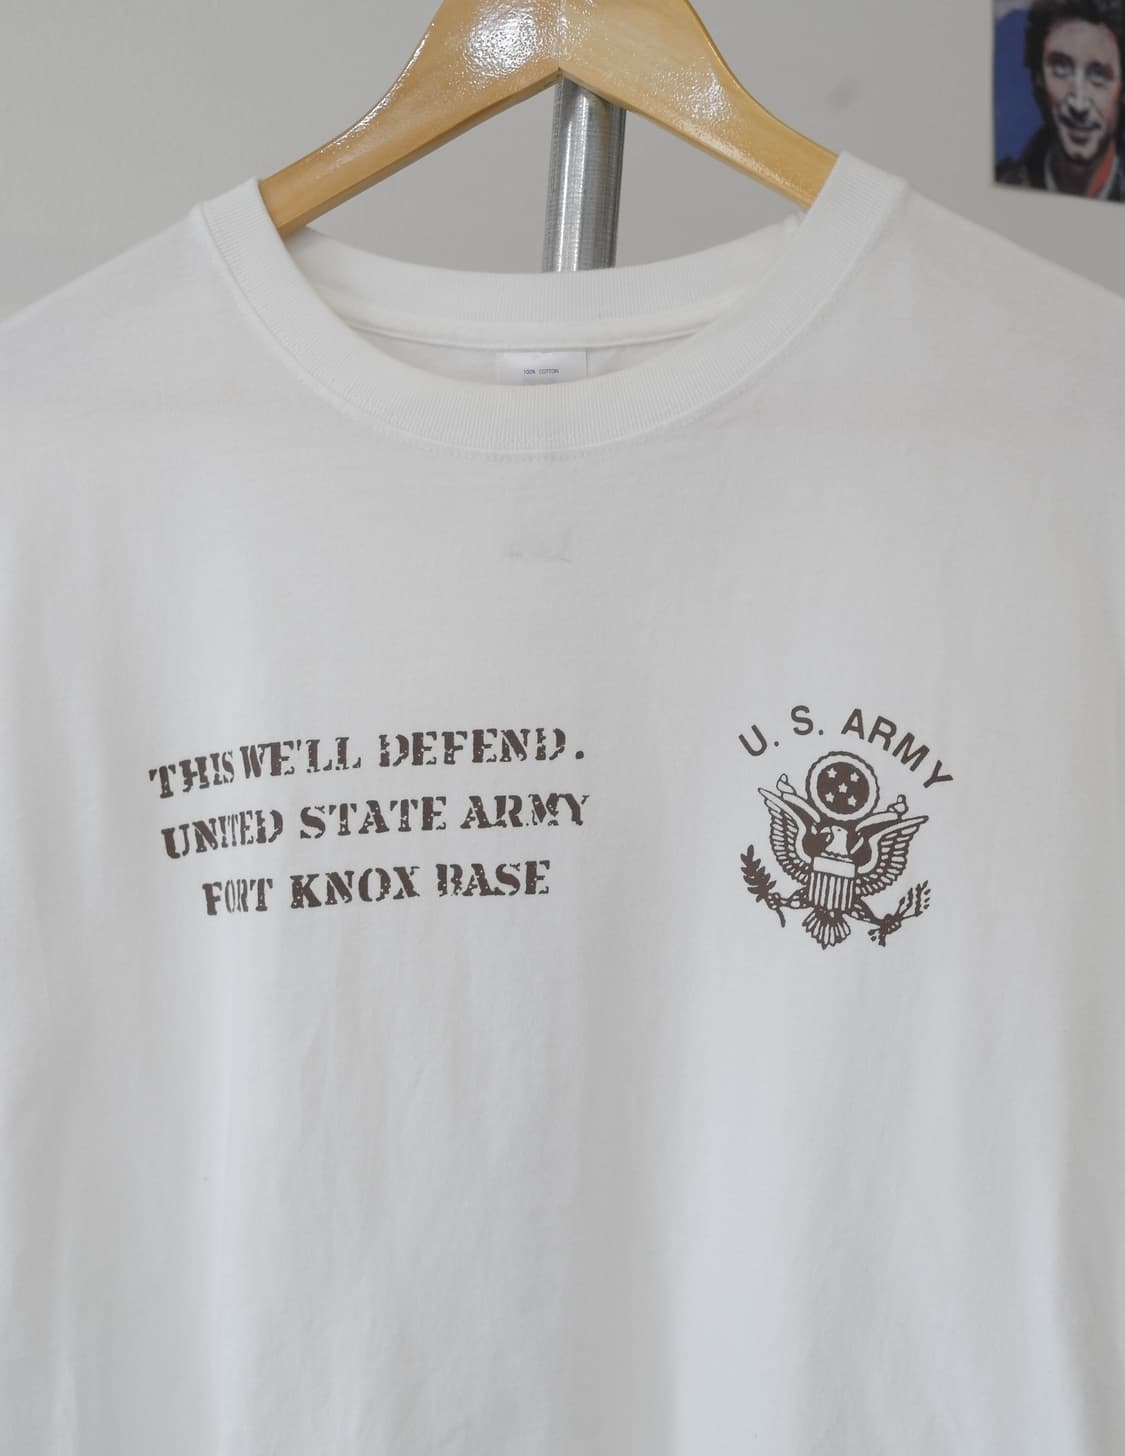 100% COTTON
THIS WE'LL DEFEND.
UNITED STATE ARMY
FORT KNOX BASE
U. S. ARMY